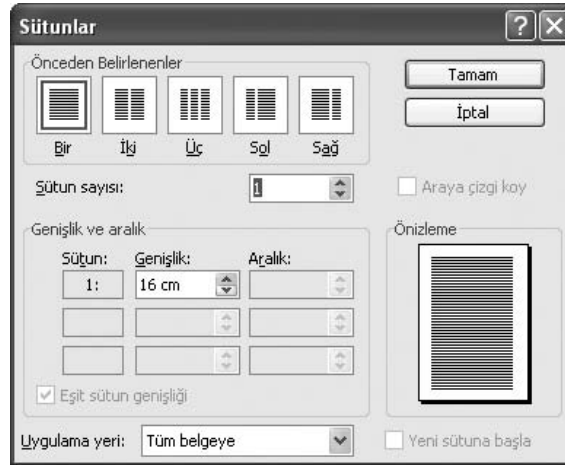 Sütunlar
Önceden Belirlenenler
Bir İki Üç Sol Sağ
Tamam
İptal
Sütun sayısı: 1
Araya çizgi koy
Genişlik ve aralık
Sütun: Genişlik: Aralık:
1: 16 cm
Eşit sütun genişliği
Önizleme
Uygulama yeri: Tüm belgeye
Yeni sütuna başla